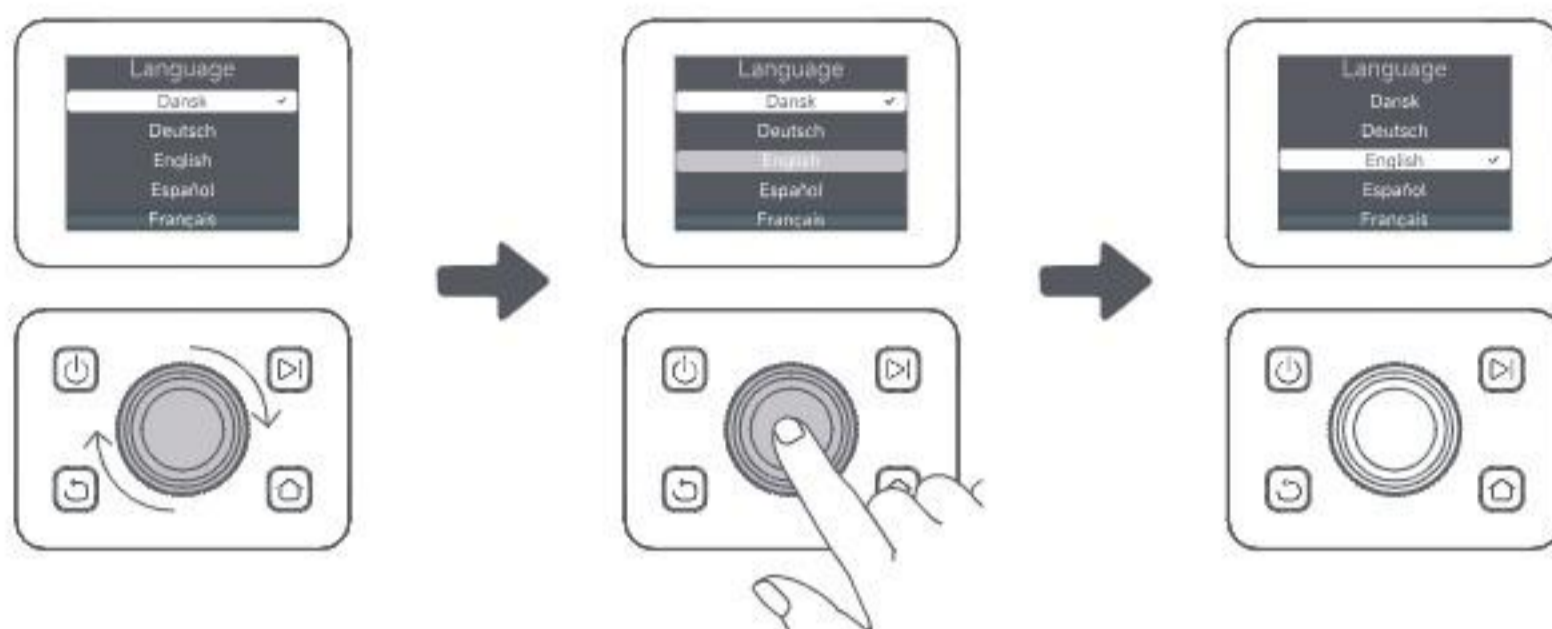 Language
Dansk
Deutsch
English
Español
Français
Language
Dansk
Deutsch
English
Español
Français
Language
Dansk
Deutsch
English
Español
Français